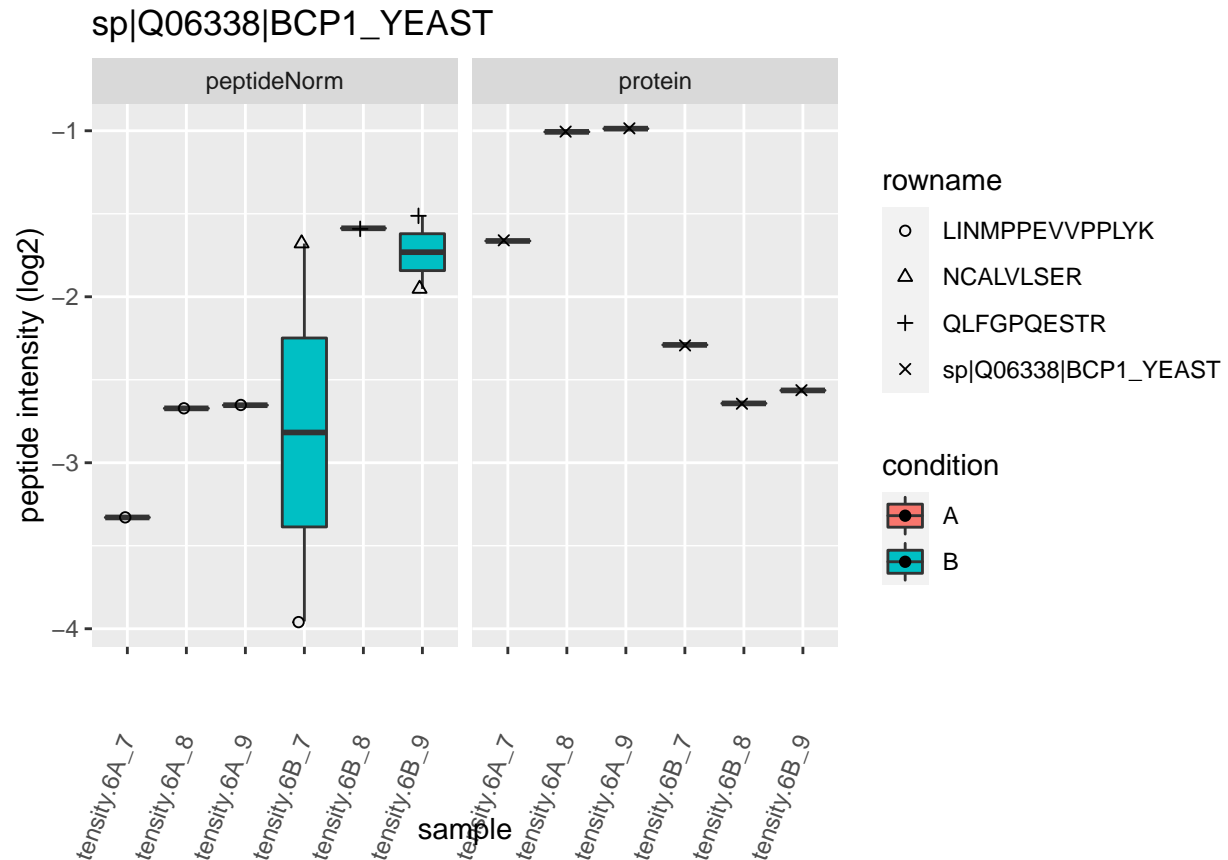 sp|Q06338|BCP1_YEAST
peptideNorm
protein
peptide intensity (log2)
−1
−2
−3
−4
tensity.6A_7
tensity.6A_8
tensity.6A_9
tensity.6B_7
tensity.6B_8
tensity.6B_9
tensity.6A_7
tensity.6A_8
tensity.6A_9
tensity.6B_7
tensity.6B_8
tensity.6B_9
sample
rowname
LINMPPEVVPPLYK
NCALVLSER
QLFGPQESTR
sp|Q06338|BCP1_YEAST
condition
A
B